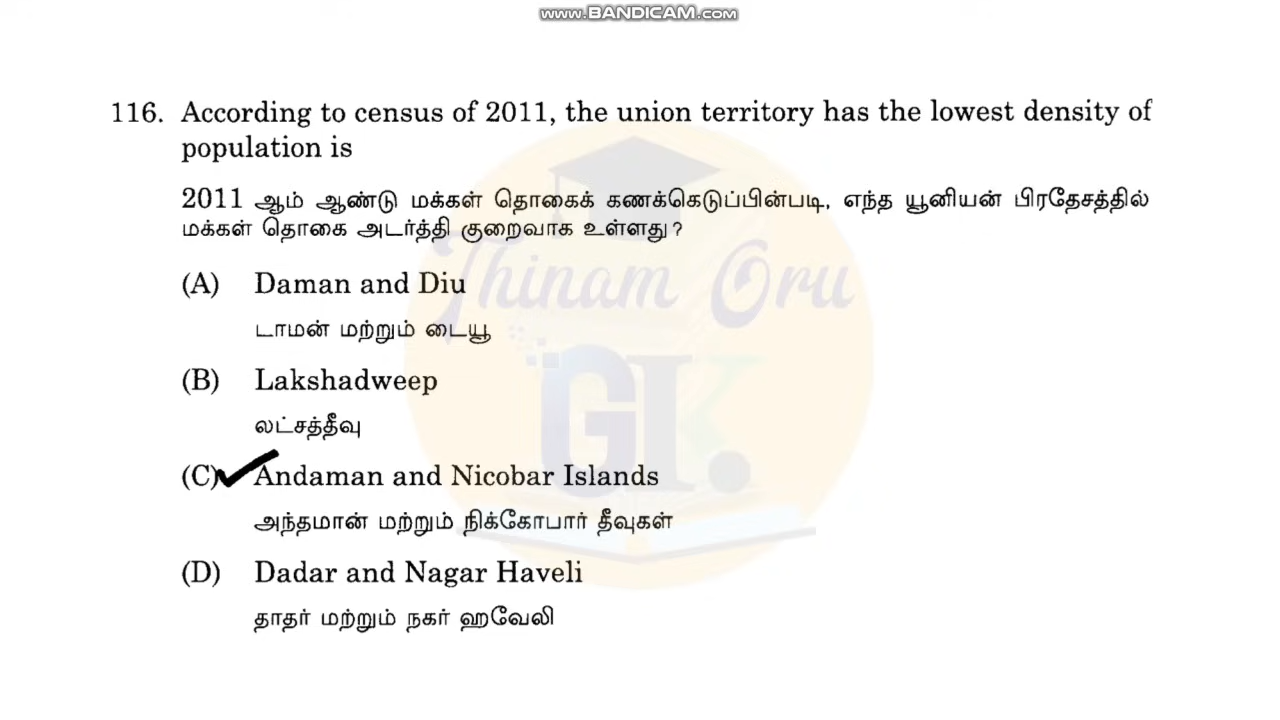 www.BANDICAM.com
116. According to census of 2011, the union territory has the lowest density of
population is
2011 ஆம் ஆண்டு மக்கள் தொகைக் கணக்கெடுப்பின்படி, எந்த யூனியன் பிரதேசத்தில்
மக்கள் தொகை அடர்த்தி குறைவாக உள்ளது?
Thinam Oru
(A) Daman and Diu
டாமன் மற்றும் டையூ
GK.
(B) Lakshadweep
லட்சத்தீவு
(C) Andaman and Nicobar Islands
அந்தமான் மற்றும் நிக்கோபார் தீவுகள்
(D) Dadar and Nagar Haveli
தாதர் மற்றும் நகர் ஹவேலி